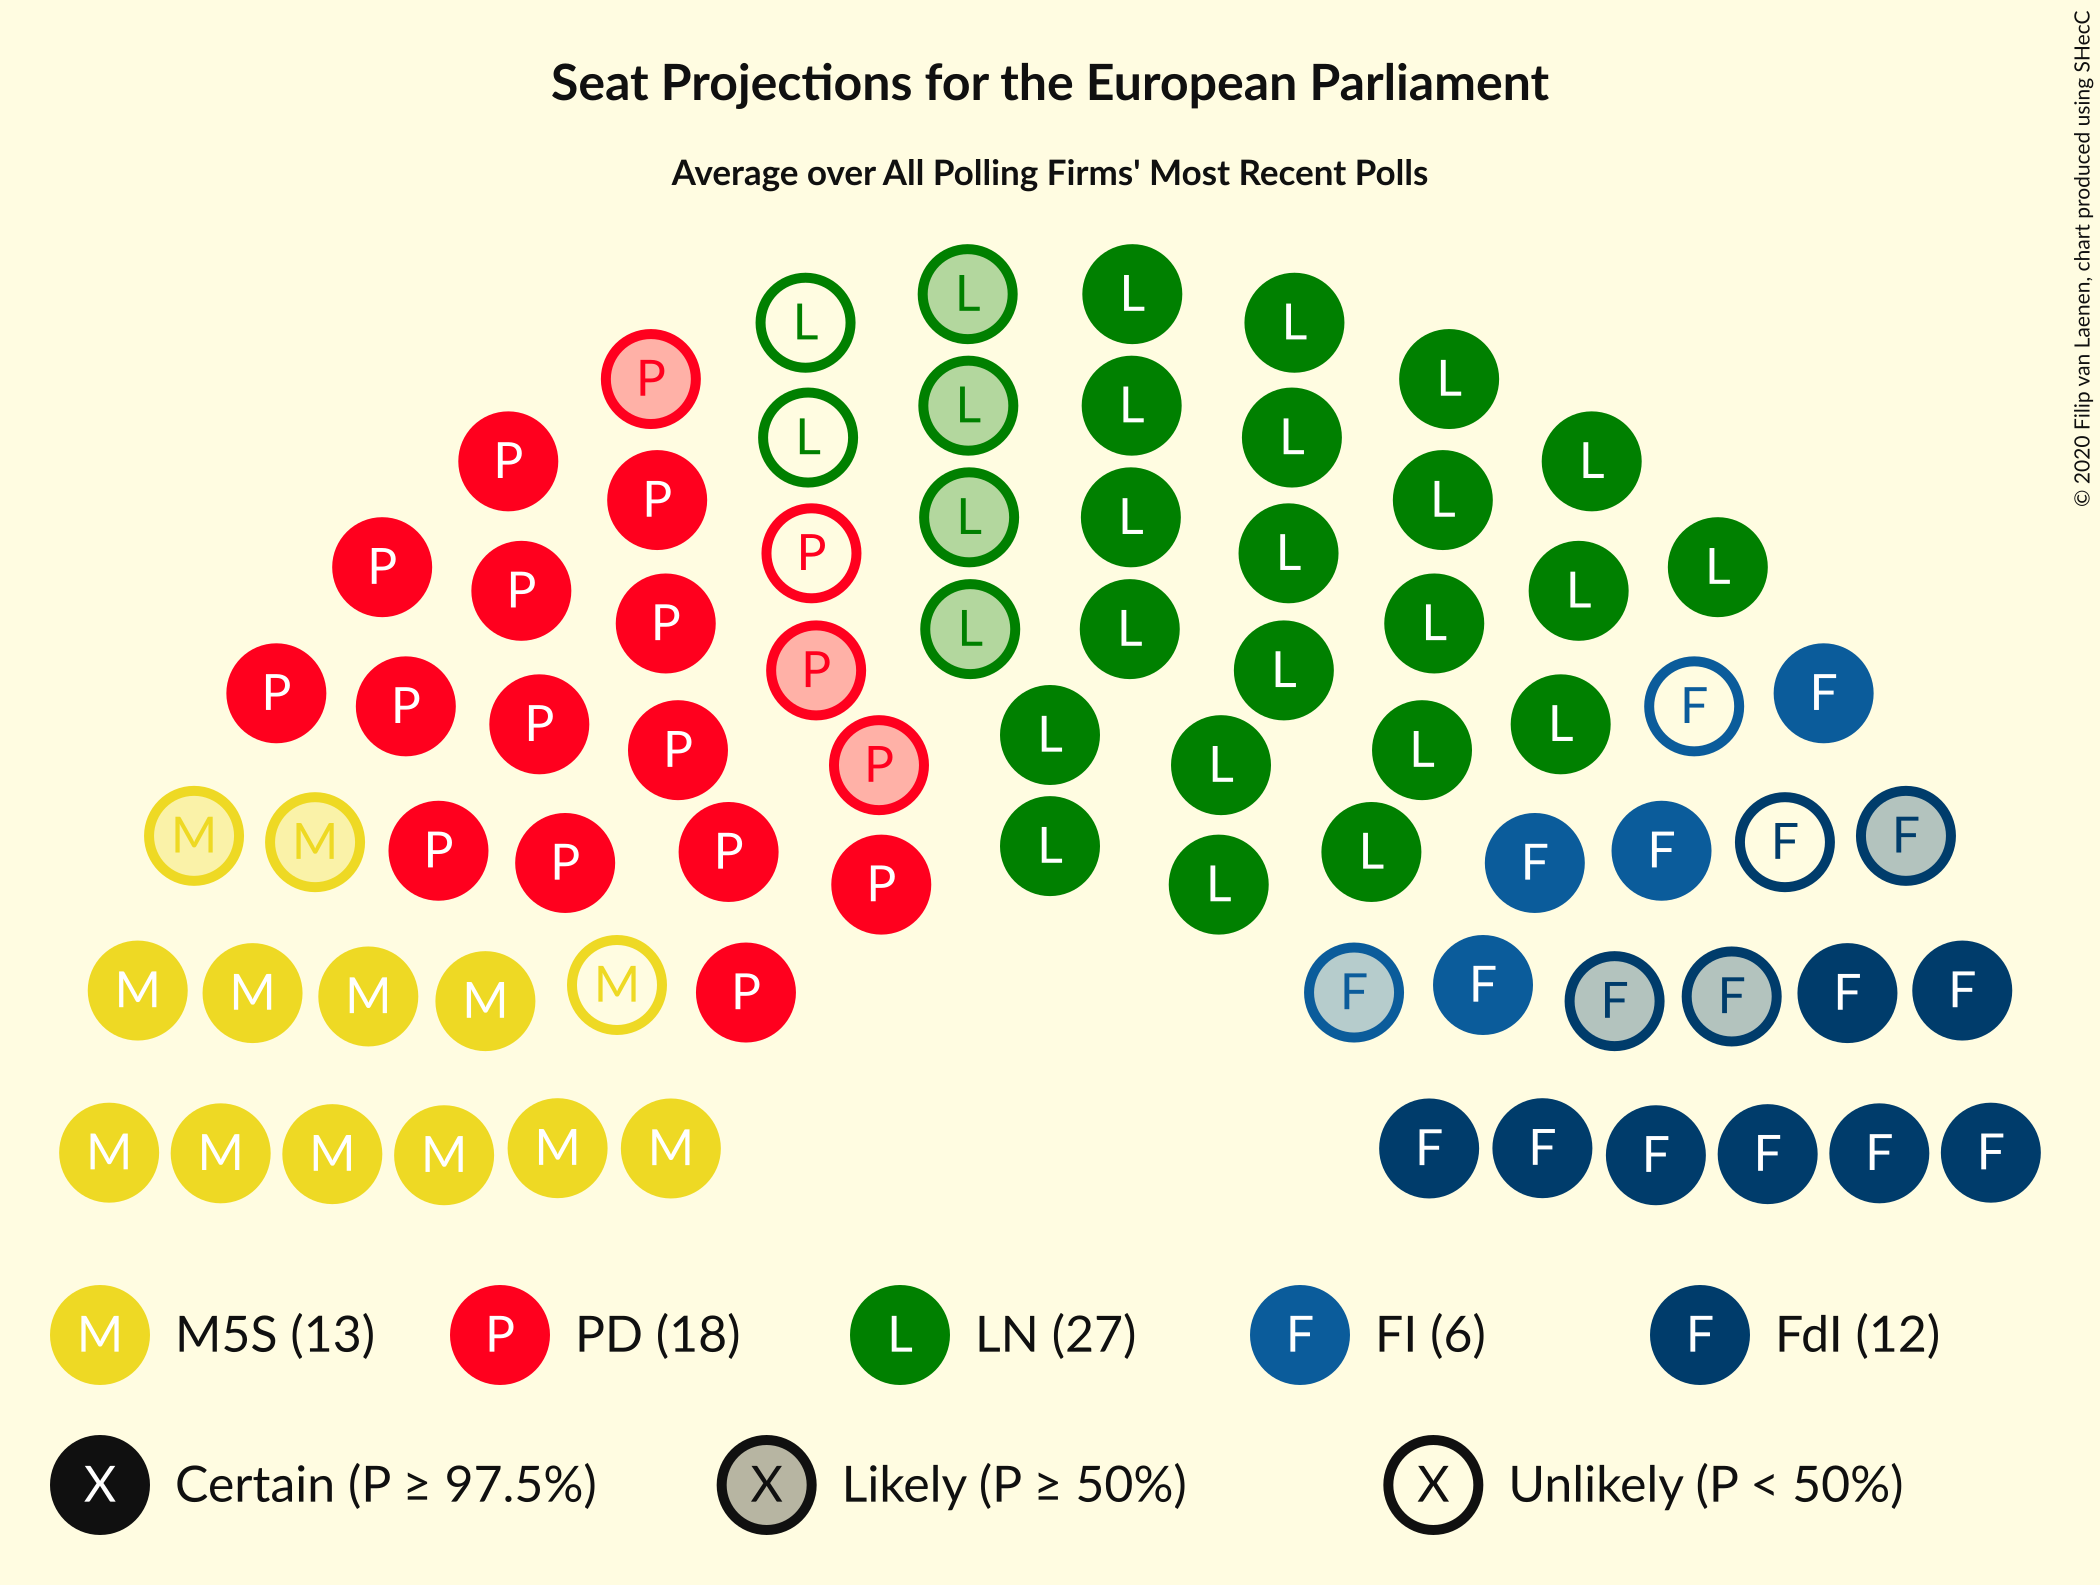 Seat Projections for the European Parliament
Average over All Polling Firms' Most Recent Polls
© 2020 Filip van Laenen, chart produced using SHecC
L L
L L
P L
L L L
P L
P P L
P L L
P P L
P P L L
L L
P P P F F
P P L L
P L L
M M P P P L L F F F F
P L
M M M M M P F F F F F F
M M M M M M F F F F F F
M M5S (13) P PD (18) L LN (27) F FI (6) F FdI (12)
X Certain (P ≥ 97.5%) X Likely (P ≥ 50%) X Unlikely (P < 50%)